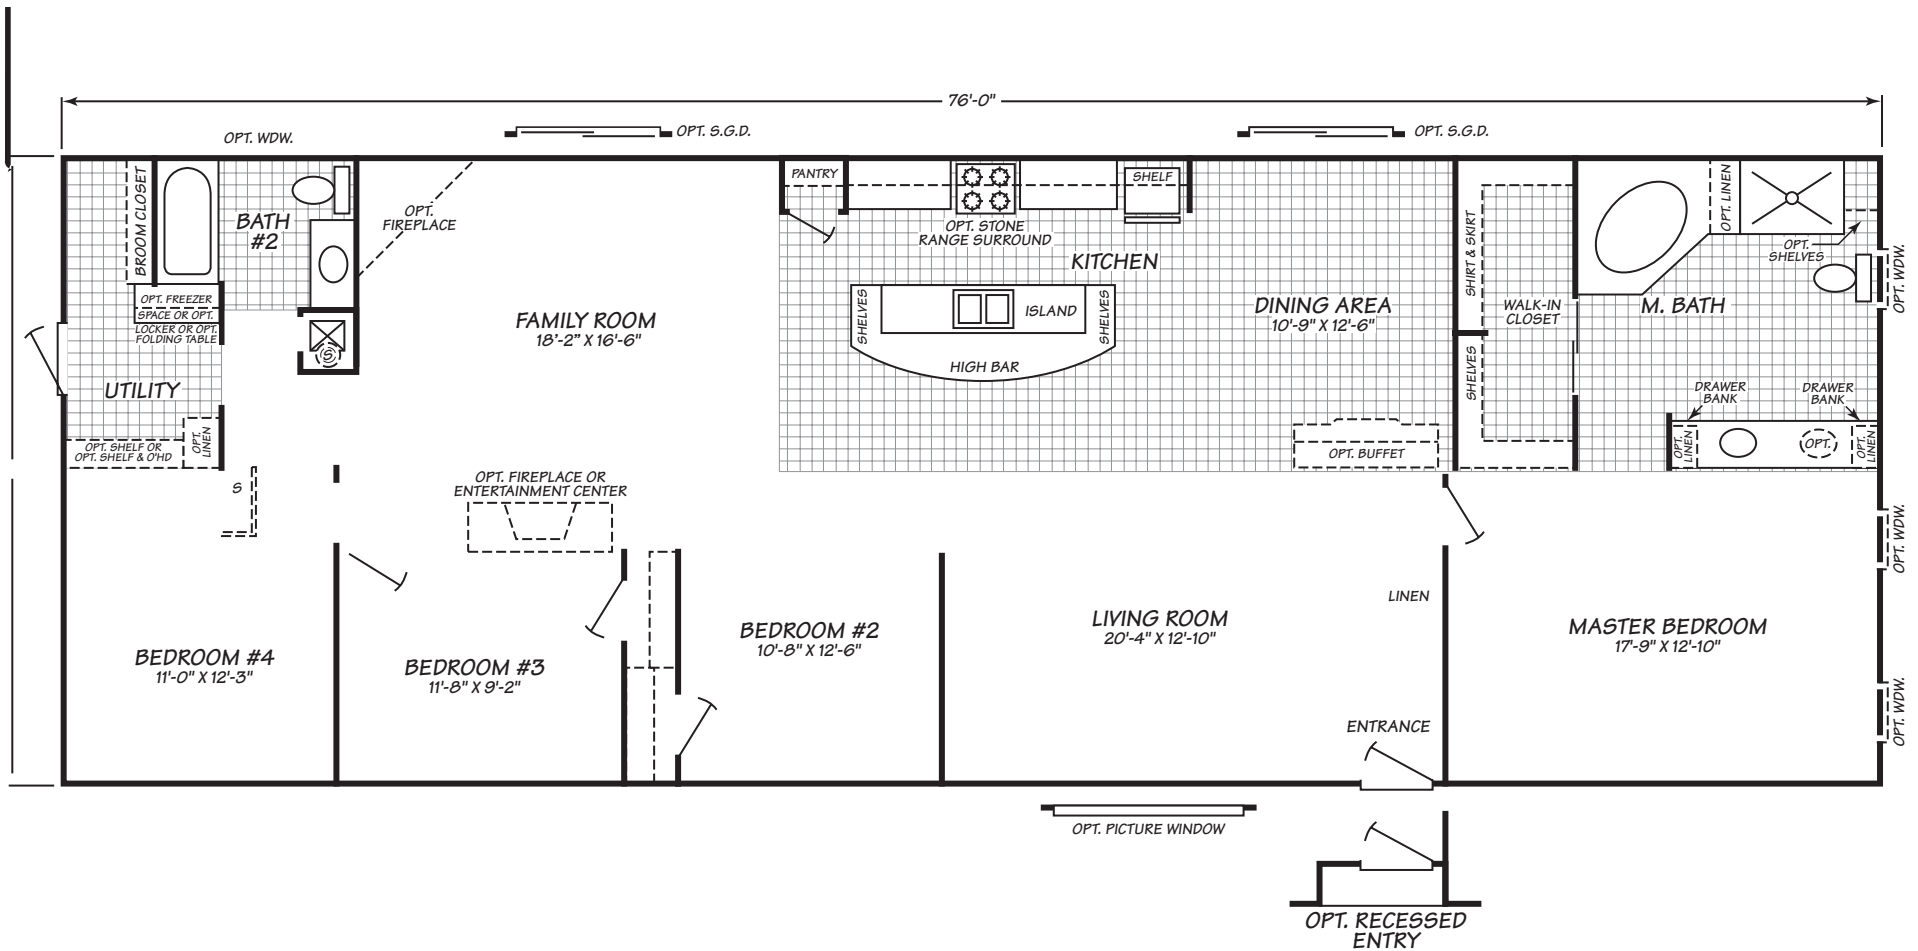 76'-0"
OPT. WDW.
OPT. S.G.D.
OPT. S.G.D.
BROOM CLOSET
BATH
#2
OPT.
FIREPLACE
PANTRY
SHELF
OPT. STONE
RANGE SURROUND
KITCHEN
SHIRT & SKIRT
OPT. LINEN
OPT.
SHELVES
OPT. WDW.
OPT. FREEZER
SPACE OR OPT.
LOCKER OR OPT.
FOLDING TABLE
S
UTILITY
FAMILY ROOM
18'-2" X 16'-6"
SHELVES
ISLAND
SHELVES
HIGH BAR
DINING AREA
10'-9" X 12'-6"
WALK-IN
CLOSET
M. BATH
SHELVES
DRAWER
BANK
DRAWER
BANK
OPT. SHELF OR
OPT. SHELF & O'HD
OPT.
LINEN
OPT. BUFFET
OPT.
LINEN
OPT.
OPT.
LINEN
S
OPT. FIREPLACE OR
ENTERTAINMENT CENTER
OPT. WDW.
LINEN
BEDROOM #4
11'-0" X 12'-3"
BEDROOM #3
11'-8" X 9'-2"
BEDROOM #2
10'-8" X 12'-6"
LIVING ROOM
20'-4" X 12'-10"
MASTER BEDROOM
17'-9" X 12'-10"
OPT. WDW.
ENTRANCE
OPT. PICTURE WINDOW
OPT. RECESSED
ENTRY